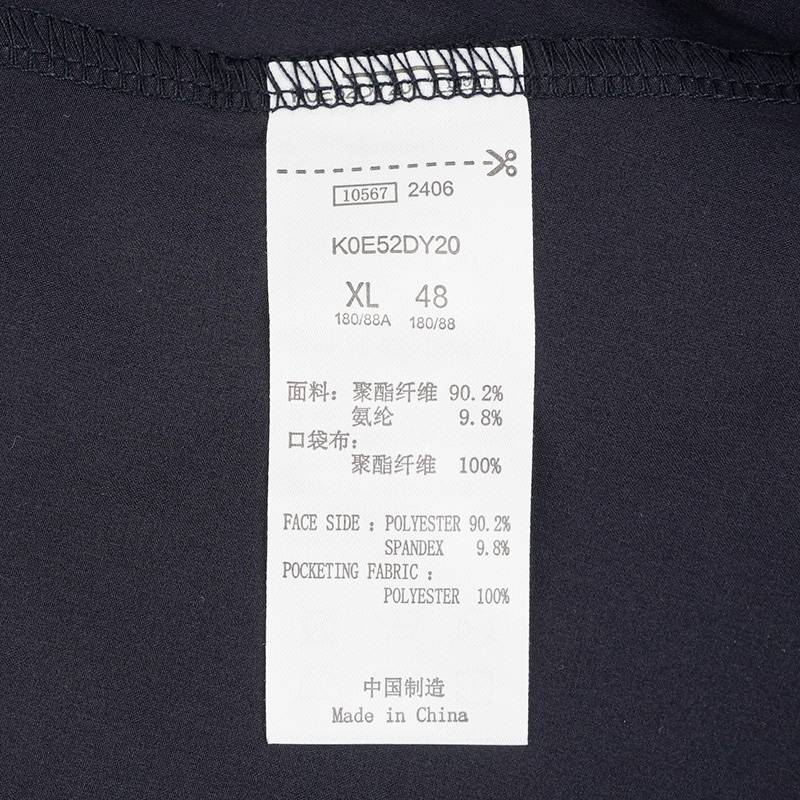 10567 2406
K0E52DY20
XL 48
180/88A 180/88
面料：聚酯纤维 90.2%
氨纶 9.8%
口袋布：
聚酯纤维 100%
FACE SIDE : POLYESTER 90.2%
SPANDEX 9.8%
POCKETING FABRIC :
POLYESTER 100%
中国制造
Made in China